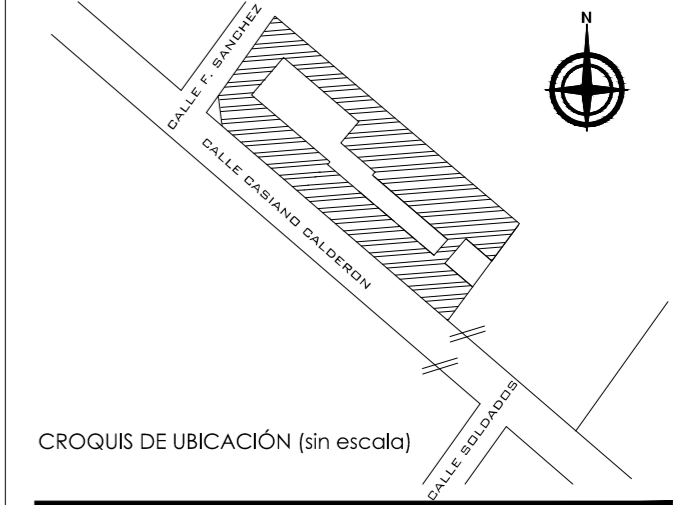 N
CALLE F. SANCHEZ
CALLE CASIANO CALDERON
CROQUIS DE UBICACIÓN (sin escala)
CALLE SOLDADOS